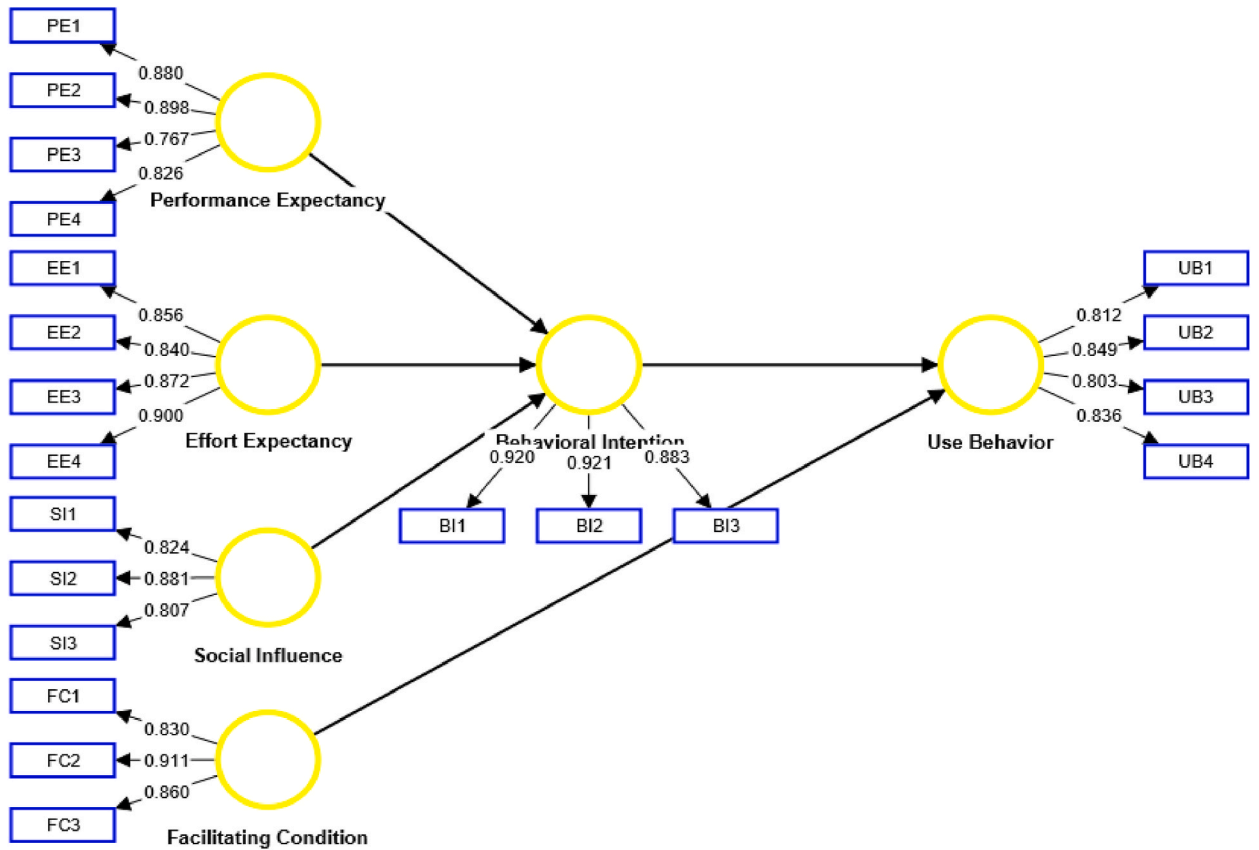 PE1
0.880
PE2
0.898
PE3
0.767
0.826
PE4
Performance Expectancy
EE1
0.856
EE2
0.840
EE3
0.872
0.900
EE4
Effort Expectancy
SI1
0.824
SI2
0.881
0.807
SI3
Social Influence
FC1
0.830
FC2
0.911
0.860
FC3
Facilitating Condition
Behavioral Intention
0.920
0.921
0.883
BI1
BI2
BI3
Use Behavior
UB1
0.812
UB2
0.849
0.803
UB3
0.836
UB4